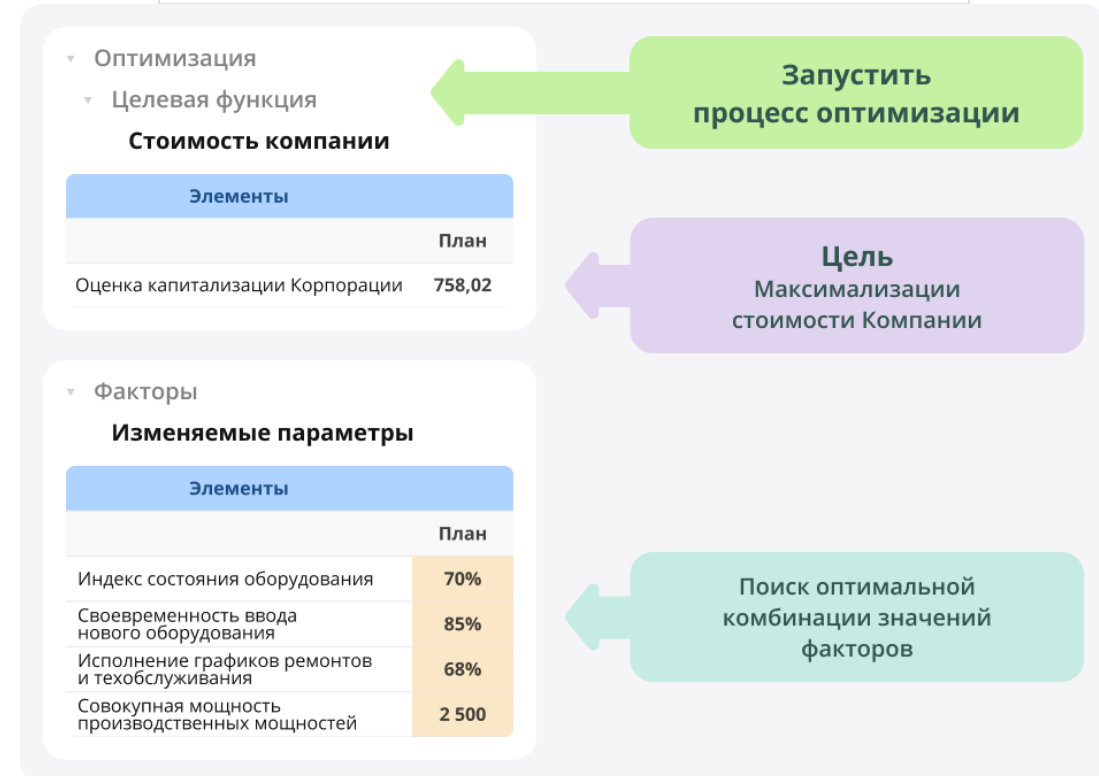 Оптимизация
Целевая функция
Стоимость компании
Элементы
План
Оценка капитализации Корпорации 758,02
Запустить
процесс оптимизации
Цель
Максимализации
стоимости Компании
Факторы
Изменяемые параметры
Элементы
План
Индекс состояния оборудования 70%
Своевременность ввода
нового оборудования 85%
Исполнение графиков ремонтов
и техобслуживания 68%
Совокупная мощность
производственных мощностей 2 500
Поиск оптимальной
комбинации значений
факторов